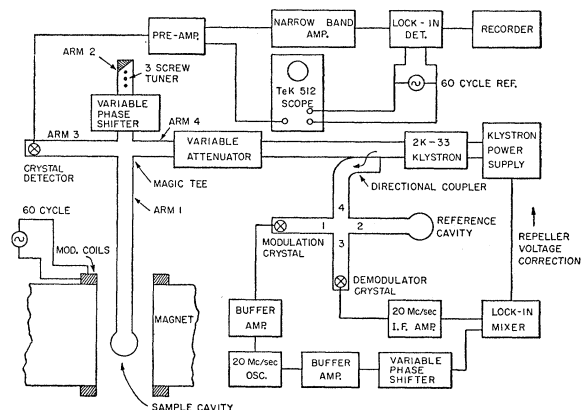 PRE-AMP.
NARROW BAND
AMP.
LOCK-IN
DET.
RECORDER
ARM 2
3 SCREW
TUNER
TeK 512
SCOPE
60 CYCLE REF.
VARIABLE
PHASE
SHIFTER
ARM 4
ARM 3
VARIABLE
ATTENUATOR
2K-33
KLYSTRON
KLYSTRON
POWER
SUPPLY
CRYSTAL
DETECTOR
MAGIC TEE
DIRECTIONAL
COUPLER
ARM 1
4
1
2
3
REFERENCE
CAVITY
60 CYCLE
MOD. COILS
MODULATION
CRYSTAL
REPELLER
VOLTAGE
CORRECTION
DEMODULATOR
CRYSTAL
MAGNET
BUFFER
AMP.
20 Mc/sec
I.F. AMP.
LOCK-IN
MIXER
20 Mc/sec
OSC.
BUFFER
AMP.
VARIABLE
PHASE
SHIFTER
SAMPLE CAVITY